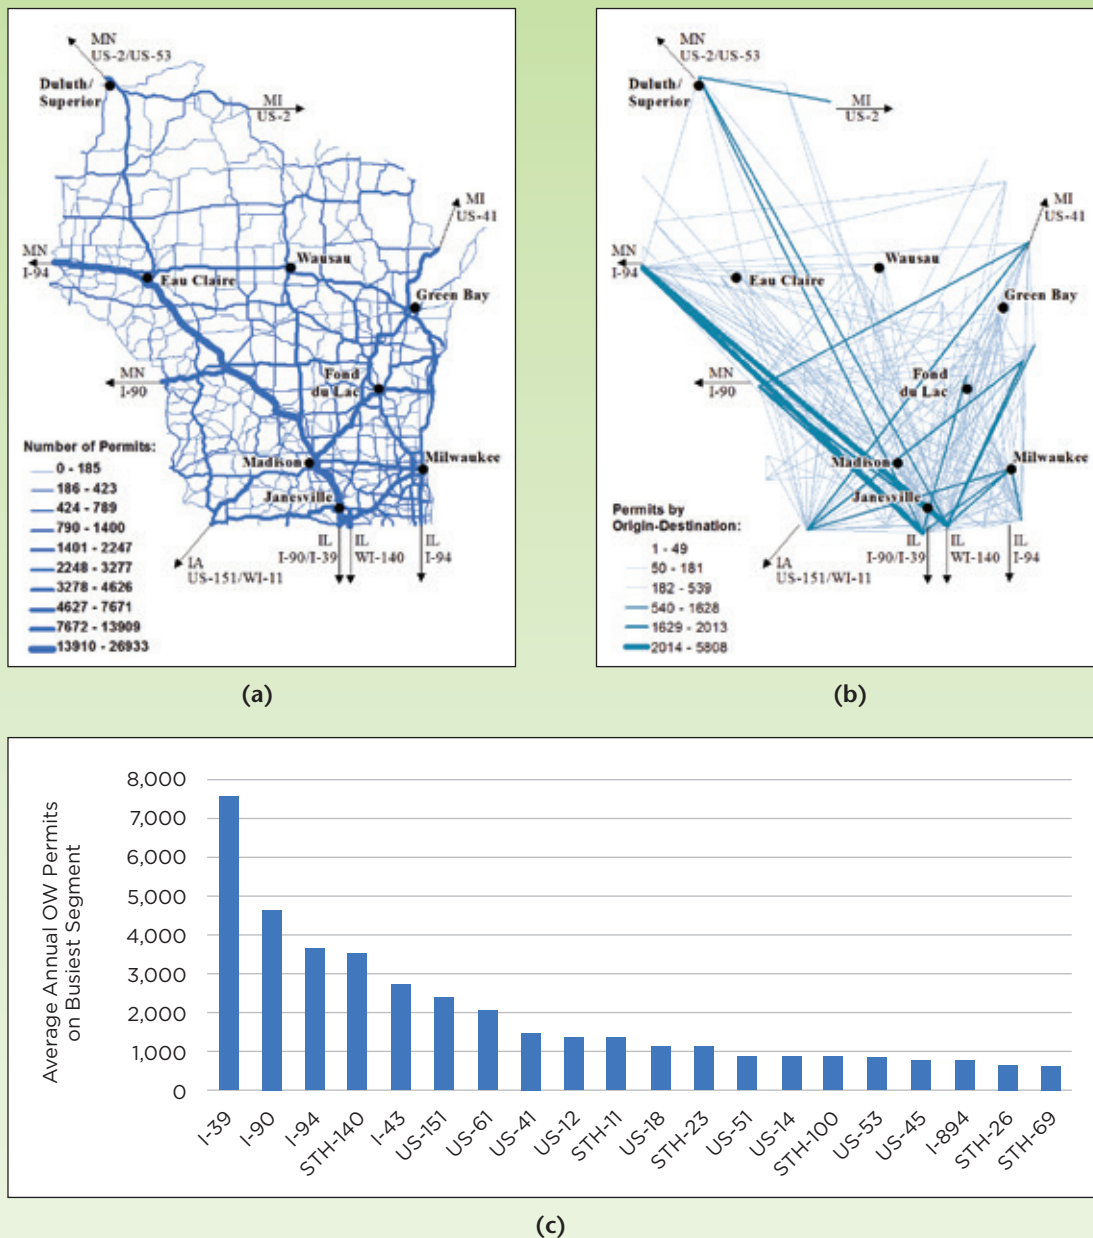 MN
US-2/US-53
Duluth/
Superior
MI
US-2
MI
US-41
MN
I-94
Wausau
Eau Claire
Green Bay
MN
I-90
Fond
du Lac
Number of Permits:
0 - 185
186 - 423
424 - 789
790 - 1400
1401 - 2247
2248 - 3277
3278 - 4626
4627 - 7671
7672 - 13909
13910 - 26933
Madison
Milwaukee
Janesville
IA
US-151/WI-11
IL
I-90/I-39
IL
WI-140
IL
I-94
(a)
MN
US-2/US-53
Duluth/
Superior
MI
US-2
MI
US-41
MN
I-94
Wausau
Eau Claire
Green Bay
MN
I-90
Fond
du Lac
Madison
Milwaukee
Janesville
Permits by
Origin-Destination:
1 - 49
50 - 181
182 - 539
540 - 1628
1629 - 2013
2014 - 5808
IA
US-151/WI-11
IL
I-90/I-39
IL
WI-140
IL
I-94
(b)
Average Annual OW Permits
on Busiest Segment
8,000
7,000
6,000
5,000
4,000
3,000
2,000
1,000
0
I-39
I-90
I-94
STH-140
I-43
US-151
US-61
US-41
US-12
STH-11
US-18
STH-23
US-51
US-14
STH-100
US-53
US-45
I-894
STH-26
STH-69
(c)